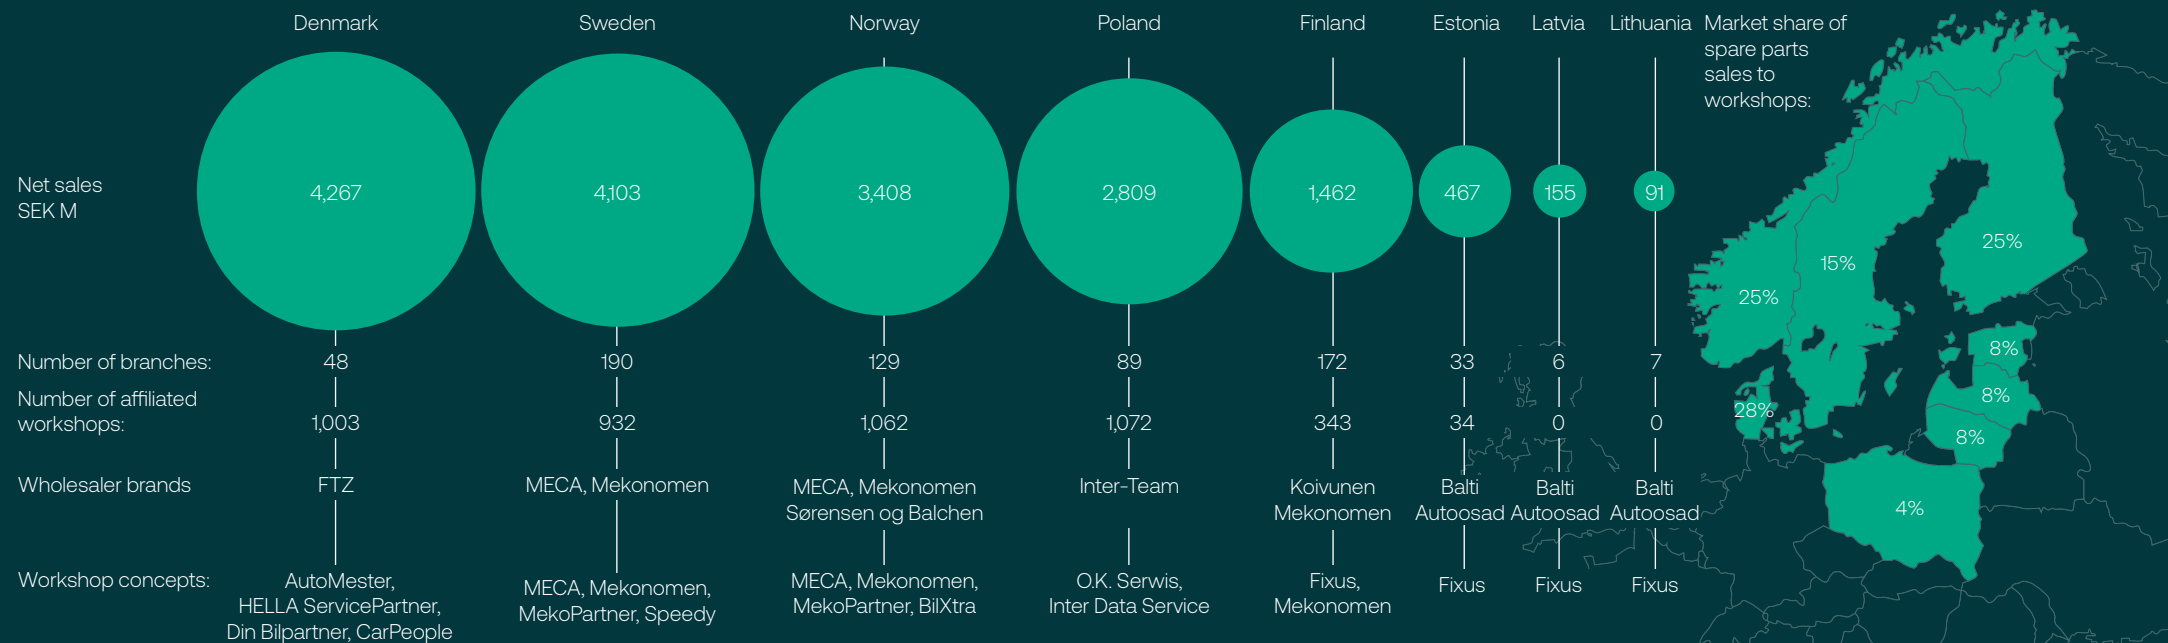 Denmark Sweden Norway Poland Finland Estonia Latvia Lithuania
Market share of
spare parts
sales to
workshops:
Net sales
SEK M
4,267 4,103 3,408 2,809 1,462 467 155 91
Number of branches: 48 190 129 89 172 33 6 7
Number of affiliated
workshops: 1,003 932 1,062 1,072 343 34 0 0
Wholesaler brands FTZ MECA, Mekonomen
MECA, Mekonomen
Sørensen og Balchen
Inter-Team
Koivunen
Mekonomen
Balti
Autoosad
Balti
Autoosad
Balti
Autoosad
Workshop concepts:
AutoMester,
HELLA ServicePartner,
Din Bilpartner, CarPeople
MECA, Mekonomen,
MekoPartner, Speedy
MECA, Mekonomen,
MekoPartner, BilXtra
O.K. Serwis,
Inter Data Service
Fixus,
Mekonomen
Fixus
Fixus
Fixus
25%
15%
25%
8%
8%
28%
8%
4%